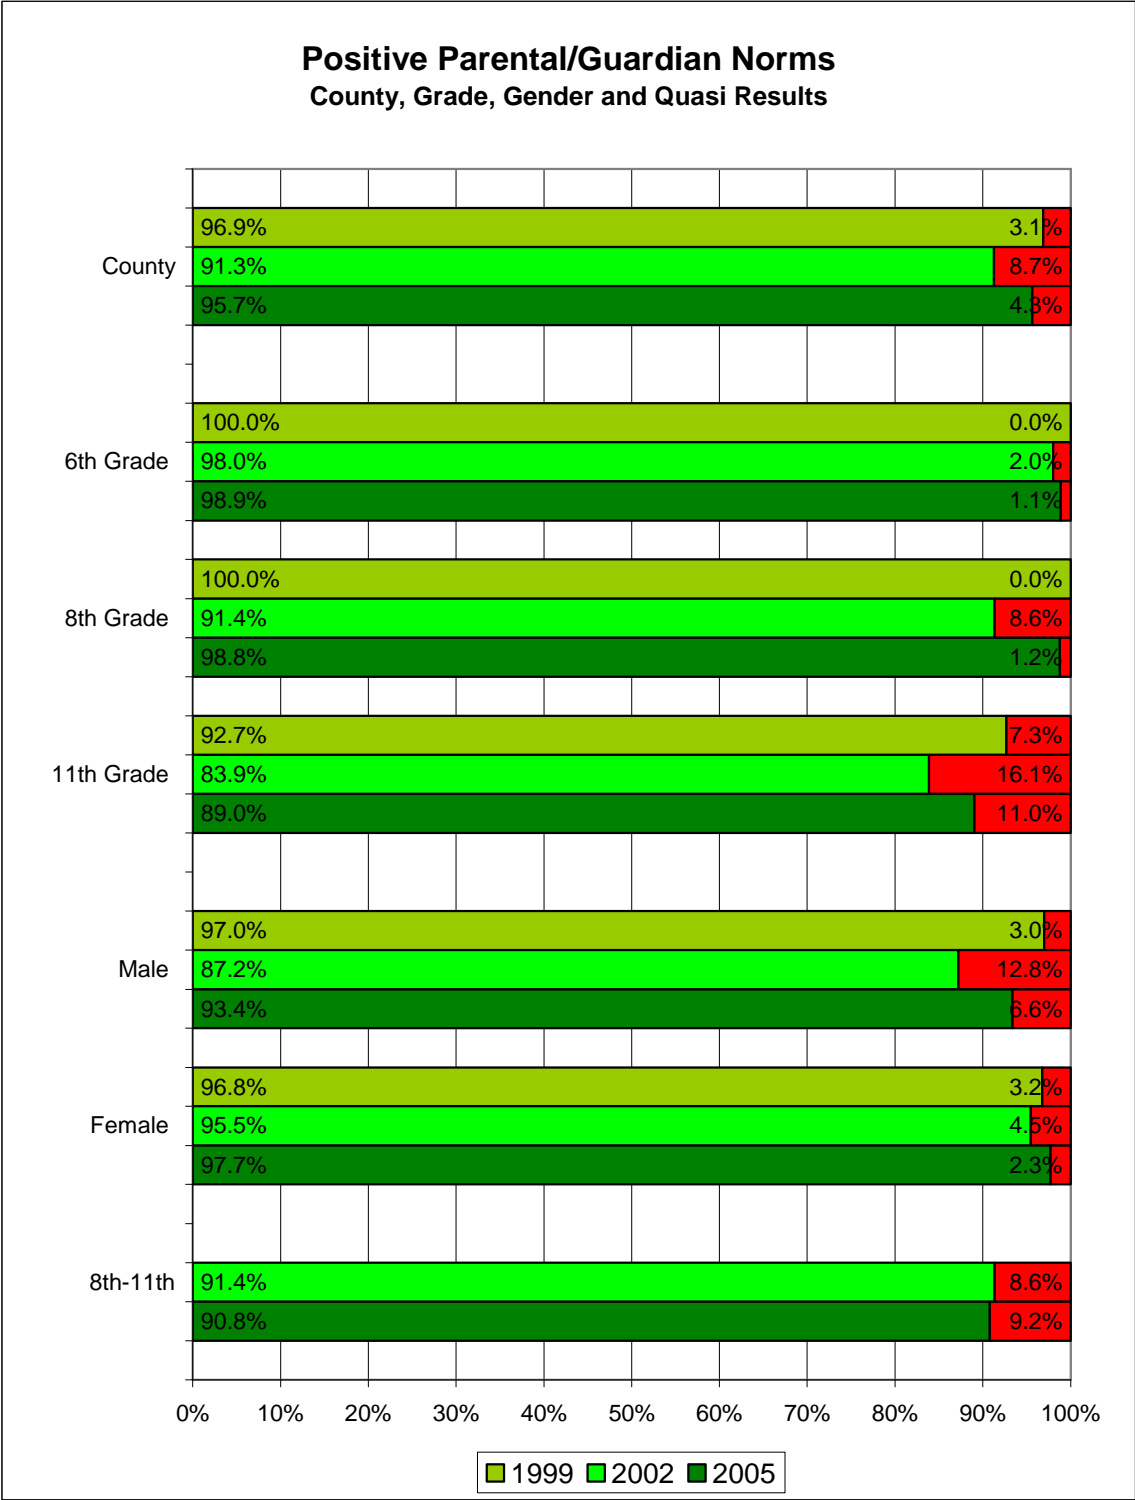 Positive Parental/Guardian Norms
County, Grade, Gender and Quasi Results
96.9% 3.1%
County 91.3% 8.7%
95.7% 4.3%
100.0% 0.0%
6th Grade 98.0% 2.0%
98.9% 1.1%
100.0% 0.0%
8th Grade 91.4% 8.6%
98.8% 1.2%
92.7% 7.3%
11th Grade 83.9% 16.1%
89.0% 11.0%
97.0% 3.0%
Male 87.2% 12.8%
93.4% 6.6%
96.8% 3.2%
Female 95.5% 4.5%
97.7% 2.3%
8th-11th 91.4% 8.6%
90.8% 9.2%
0% 10% 20% 30% 40% 50% 60% 70% 80% 90% 100%
1999 2002 2005